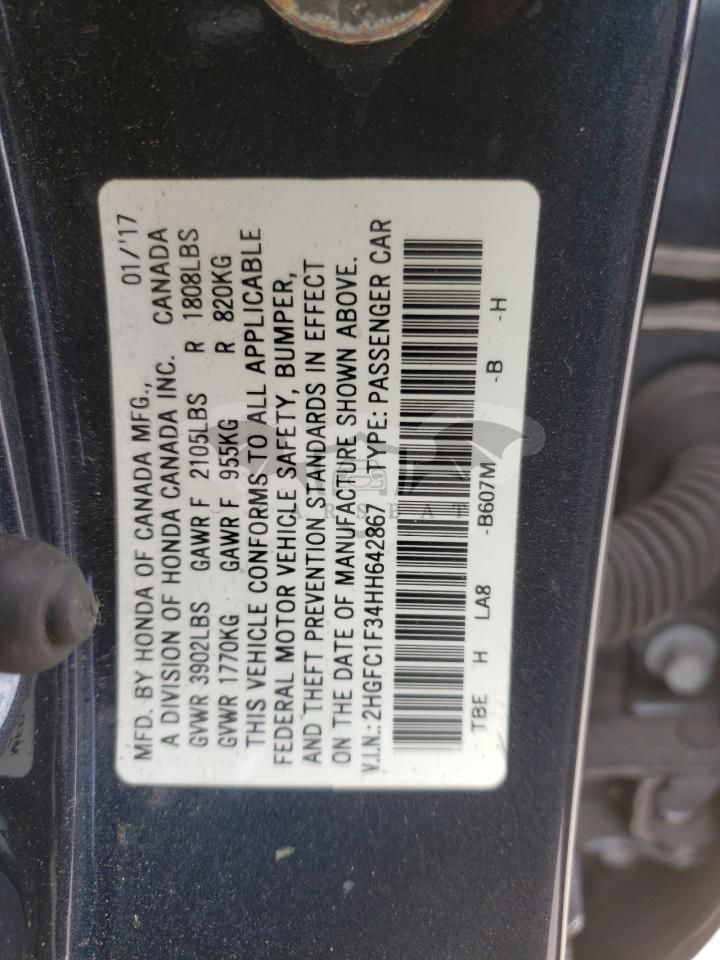 MFD. BY HONDA OF CANADA MFG., 01/'17
A DIVISION OF HONDA CANADA INC. CANADA
GVWR 3902LBS GAWR F 2105LBS R 1808LBS
GVWR 1770KG GAWR F 955KG R 820KG
THIS VEHICLE CONFORMS TO ALL APPLICABLE
FEDERAL MOTOR VEHICLE SAFETY, BUMPER,
AND THEFT PREVENTION STANDARDS IN EFFECT
ON THE DATE OF MANUFACTURE SHOWN ABOVE.
V.I.N.:2HGFC1F34HH642867 TYPE: PASSENGER CAR
TBE H LA8 -B607M -B -H